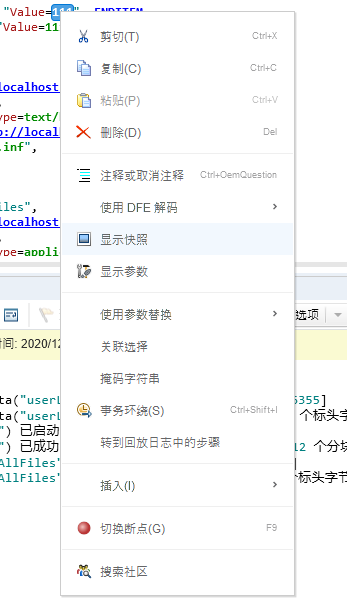 "Value=111", ENDITEM,
"Value=11
剪切(T) Ctrl+X
复制(C) Ctrl+C
localhost
粘贴(P) Ctrl+V
ype=text/
删除(D) Del
p://local
.inf",
注释或取消注释 Ctrl+OemQuestion
使用 DFE 解码
iles",
localhost
显示快照
ype=appli
显示参数
使用参数替换
选项
关联选择
时间: 2020/12
掩码字符串
ta("userL
5355]
事务环绕(S) Ctrl+Shift+I
ta("userL
个标头字
") 已启动
转到回放日志中的步骤
") 已成功
12 个分块
AllFiles"
AllFiles"
个标头字节
插入(I)
切换断点(G) F9
搜索社区